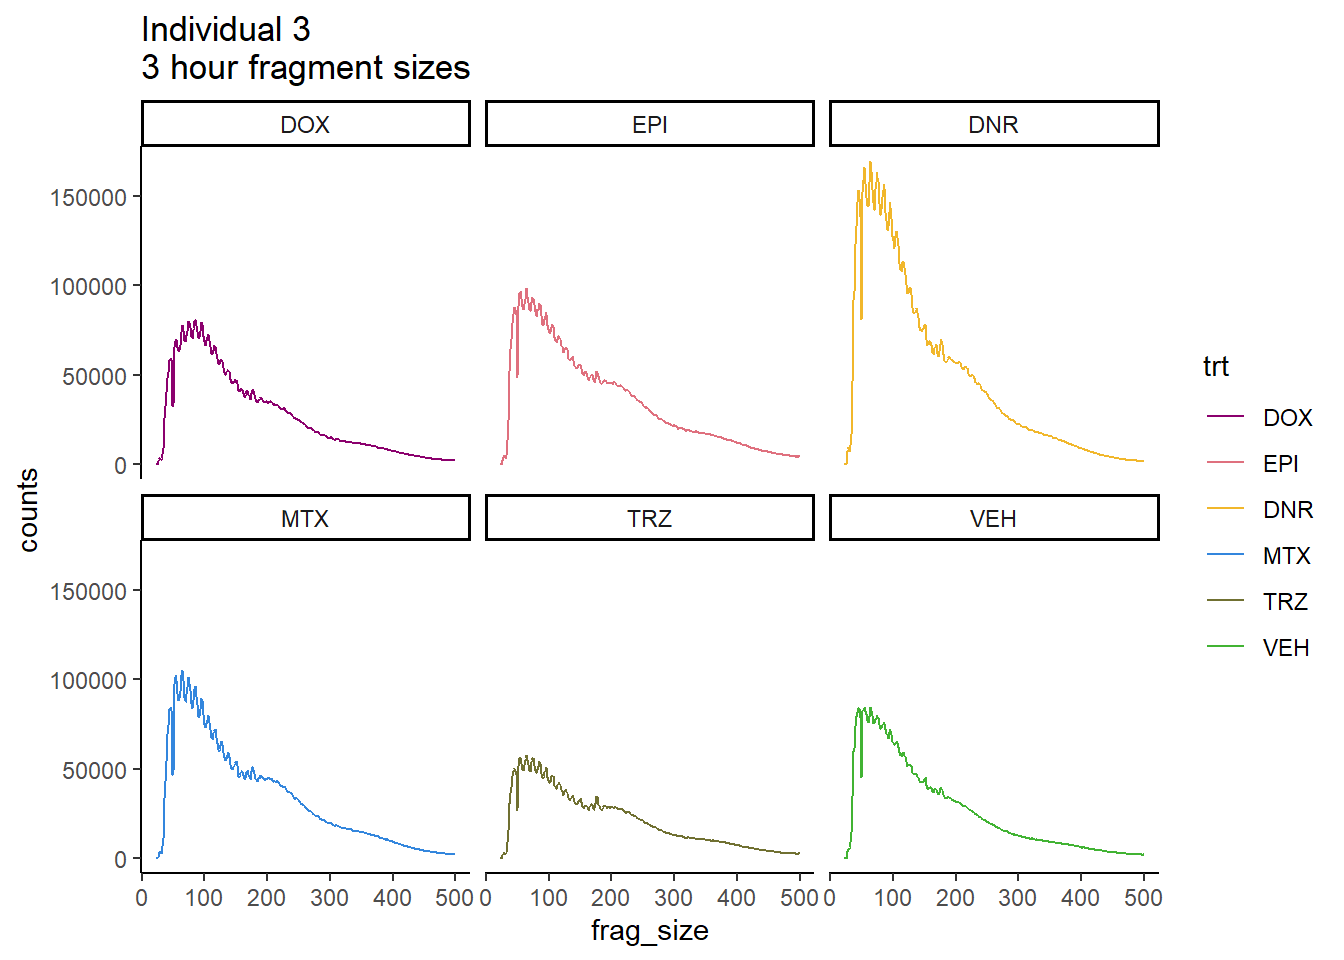 Individual 3
3 hour fragment sizes
DOX EPI DNR
150000
100000
50000
0
MTX TRZ VEH
150000
100000
50000
0
0 100 200 300 400 500 0 100 200 300 400 500 0 100 200 300 400 500
frag_size
counts
trt
DOX
EPI
DNR
MTX
TRZ
VEH